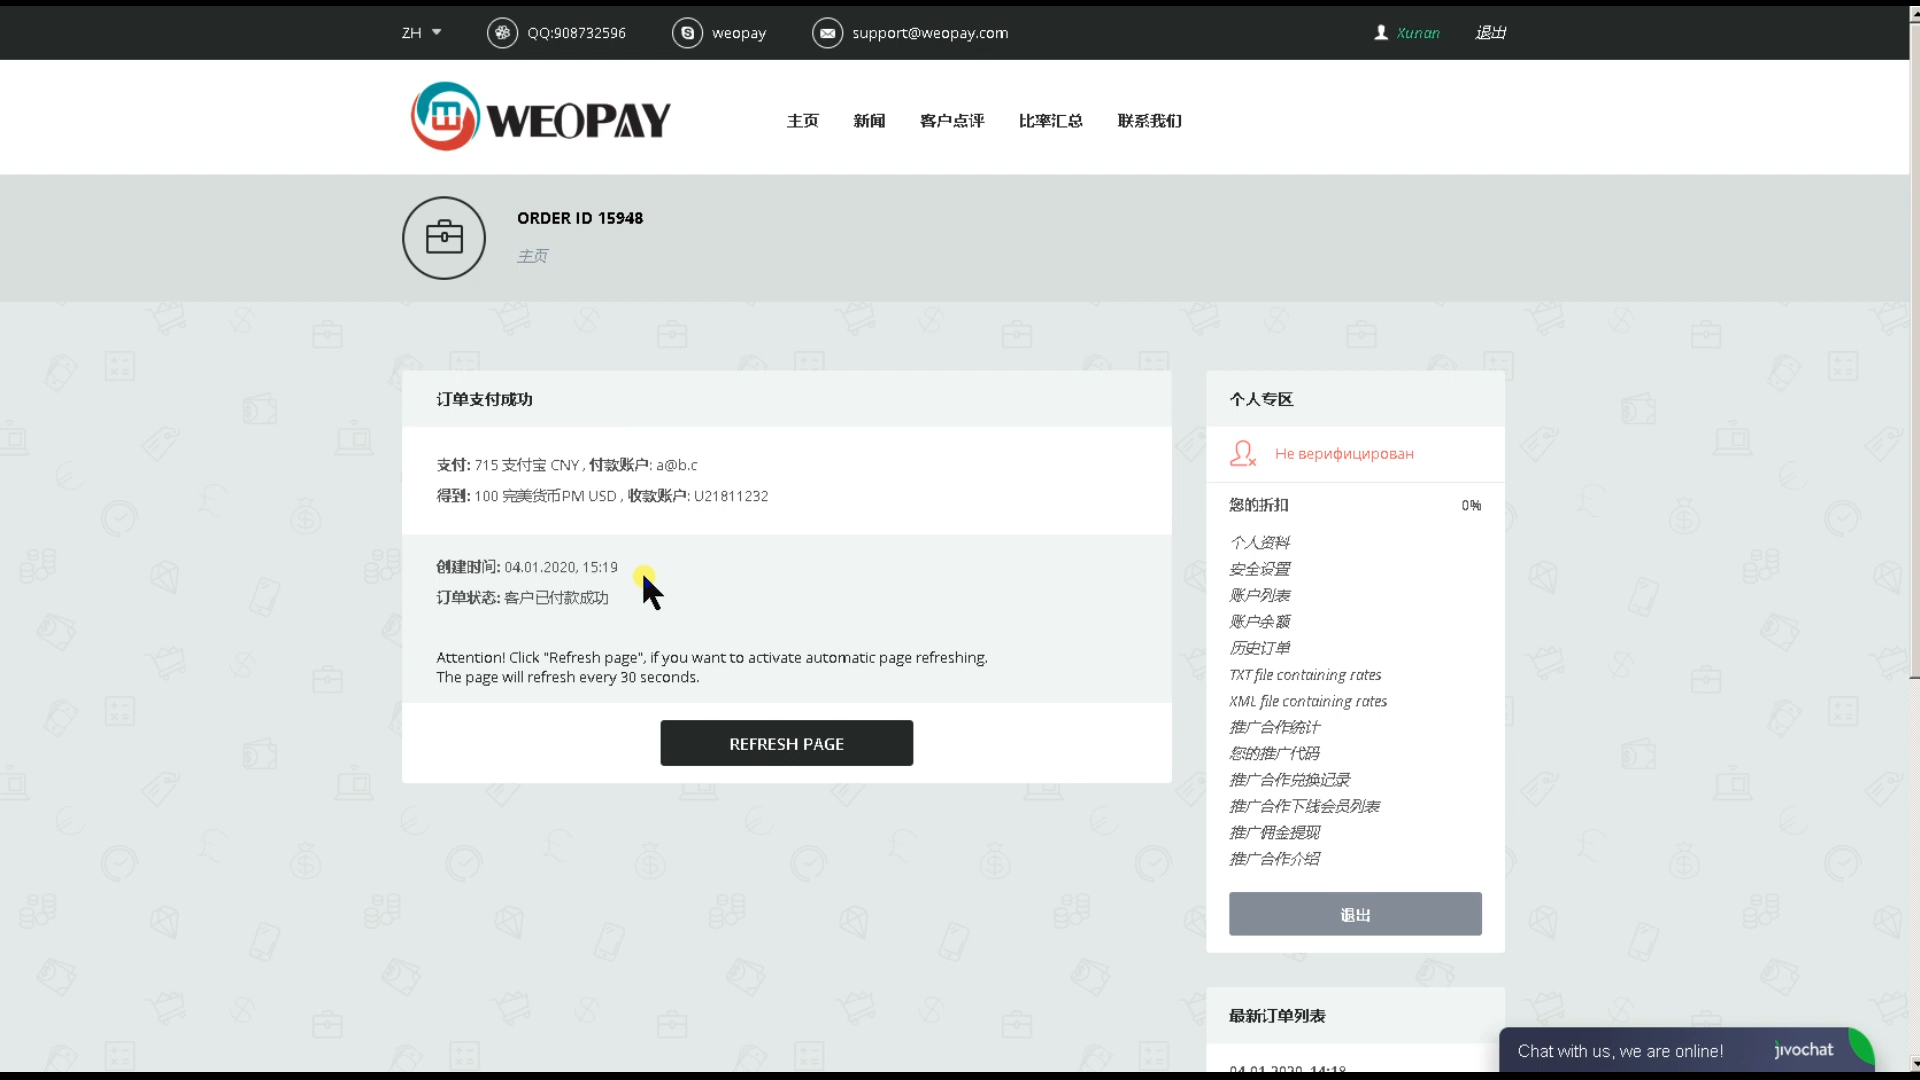 ZH
QQ:908732596
weopay
support@weopay.com
Xunan
退出
WEOPAY
主页
新闻
客户点评
比率汇总
联系我们
ORDER ID 15948
主页
订单支付成功
支付: 715 支付宝 CNY , 付款账户: a@b.c
得到: 100 完美货币PM USD , 收款账户: U21811232
创建时间: 04.01.2020, 15:19
订单状态: 客户已付款成功
Attention! Click "Refresh page", if you want to activate automatic page refreshing.
The page will refresh every 30 seconds.
REFRESH PAGE
个人专区
Не верифицирован
您的折扣 0%
个人资料
安全设置
账户列表
账户余额
历史订单
TXT file containing rates
XML file containing rates
推广合作统计
您的推广代码
推广合作兑换记录
推广合作下线会员列表
推广佣金提现
推广合作介绍
退出
最新订单列表
04.01.2020, 14:18
Chat with us, we are online!
jivochat